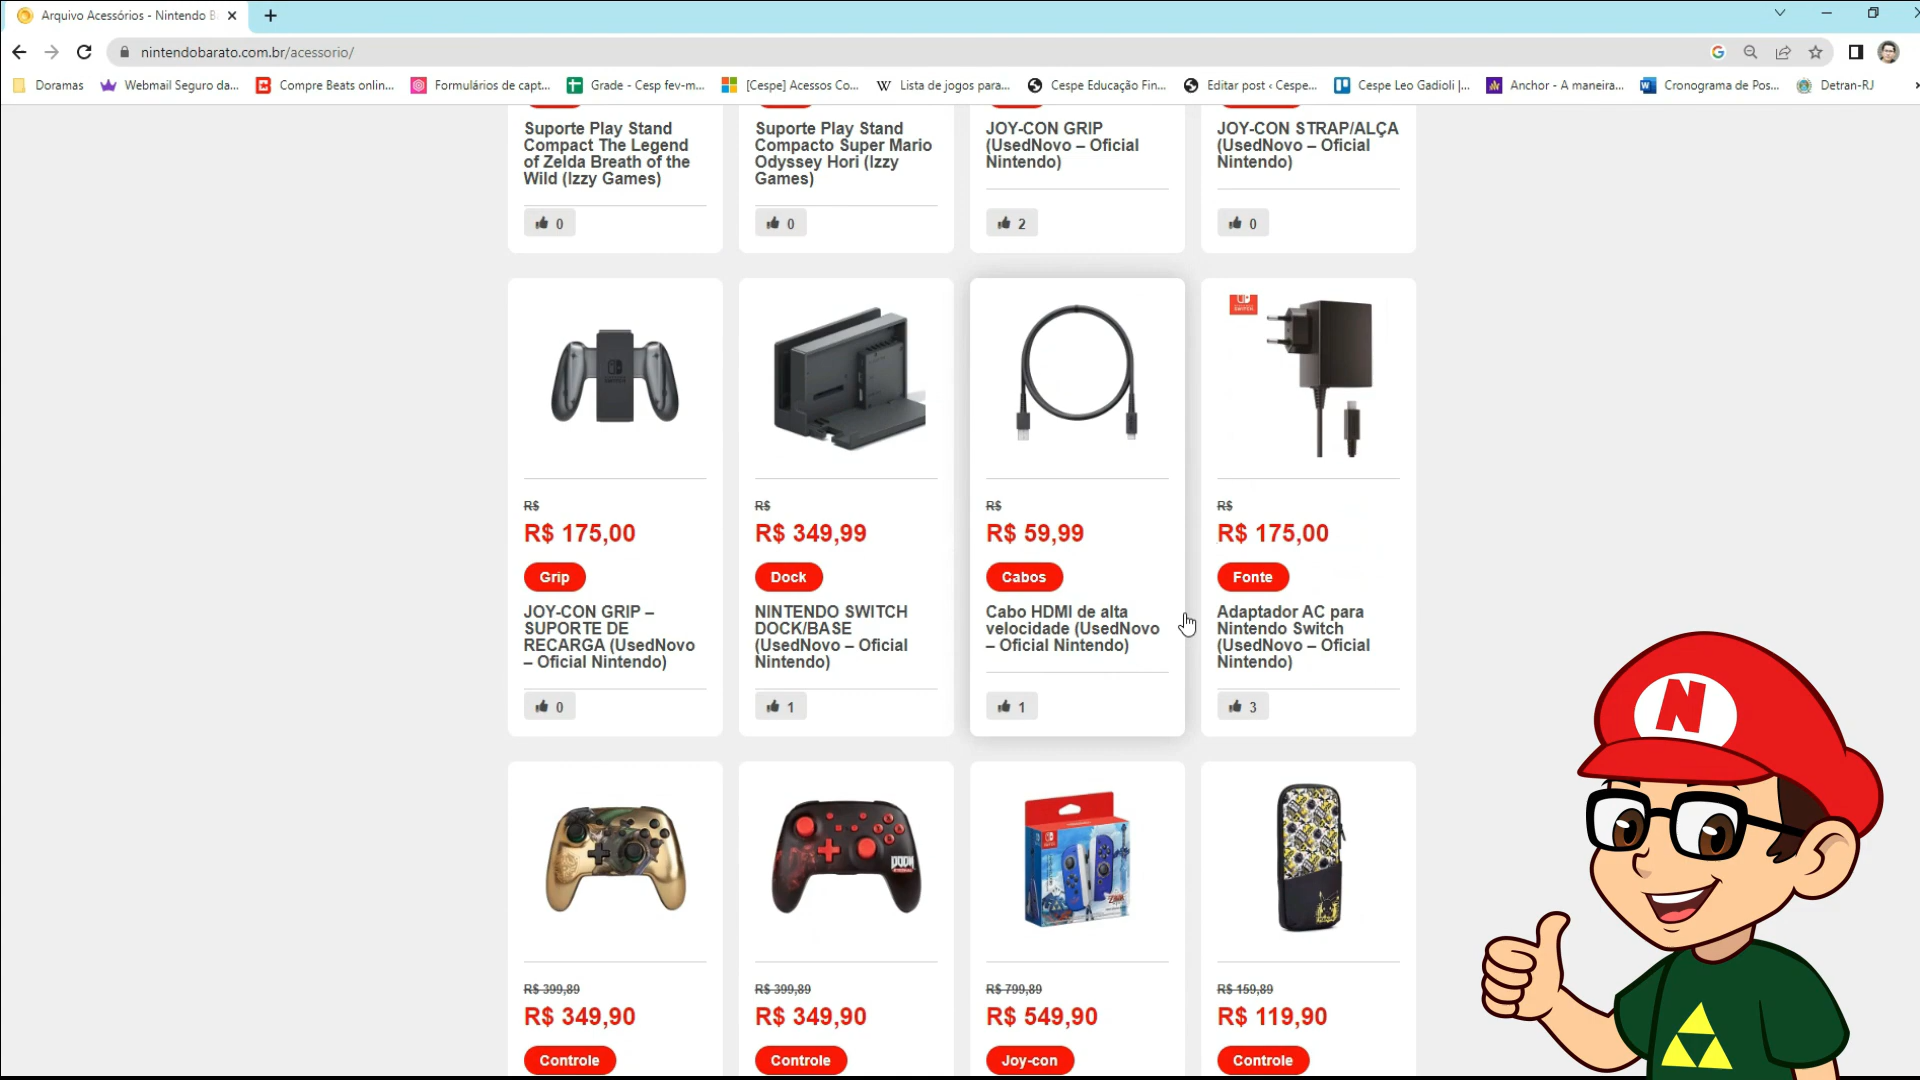 Arquivo Acessórios - Nintendo B
nintendobarato.com.br/acessorio/
Doramas
Webmail Seguro da...
Compre Beats onlin...
Formulários de capt...
Grade - Cesp fev-m...
[Cespe] Acessos Co...
Lista de jogos para...
Cespe Educação Fin...
Editar post ‹ Cespe...
Cespe Leo Gadioli |...
Anchor - A maneira...
Cronograma de Pos...
Detran-RJ
Suporte Play Stand
Compact The Legend
of Zelda Breath of the
Wild (Izzy Games)
0
Suporte Play Stand
Compacto Super Mario
Odyssey Hori (Izzy
Games)
0
JOY-CON GRIP
(UsedNovo – Oficial
Nintendo)
2
JOY-CON STRAP/ALÇA
(UsedNovo – Oficial
Nintendo)
0
R$
R$ 175,00
Grip
JOY-CON GRIP –
SUPORTE DE
RECARGA (UsedNovo
– Oficial Nintendo)
0
R$
R$ 349,99
Dock
NINTENDO SWITCH
DOCK/BASE
(UsedNovo – Oficial
Nintendo)
1
R$
R$ 59,99
Cabos
Cabo HDMI de alta
velocidade (UsedNovo
– Oficial Nintendo)
1
SWITCH
R$
R$ 175,00
Fonte
Adaptador AC para
Nintendo Switch
(UsedNovo – Oficial
Nintendo)
3
R$ 399,89
R$ 349,90
Controle
DOOM
R$ 399,89
R$ 349,90
Controle
R$ 799,89
R$ 549,90
Joy-con
R$ 159,89
R$ 119,90
Controle
N